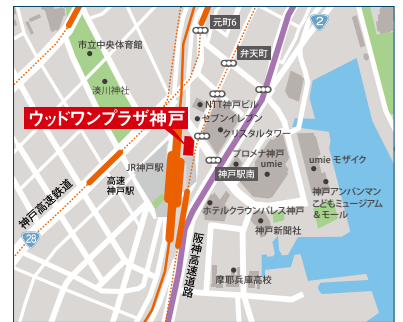 元町6
2
市立中央体育館
弁天町
湊川神社
NTT神戸ビル
セブンイレブン
ウッドワンプラザ神戸
クリスタルタワー
プロメナ神戸
umie モザイク
JR神戸駅
神戸駅南
umie
高速
神戸駅
神戸アンパンマン
こどもミュージアム
＆モール
神戸高速鉄道
ホテルクラウンパレス神戸
神戸新聞社
28
阪神高速道路
摩耶兵庫高校